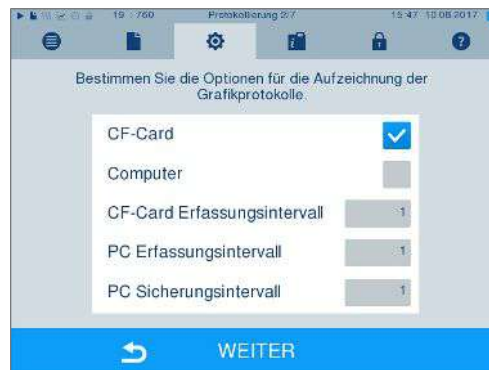 19 : 760 Protokollierung 2/7 15:47 10.08.2017
Bestimmen Sie die Optionen für die Aufzeichnung der
Grafikprotokolle.
CF-Card
Computer
CF-Card Erfassungsintervall 1
PC Erfassungsintervall 1
PC Sicherungsintervall 1
WEITER